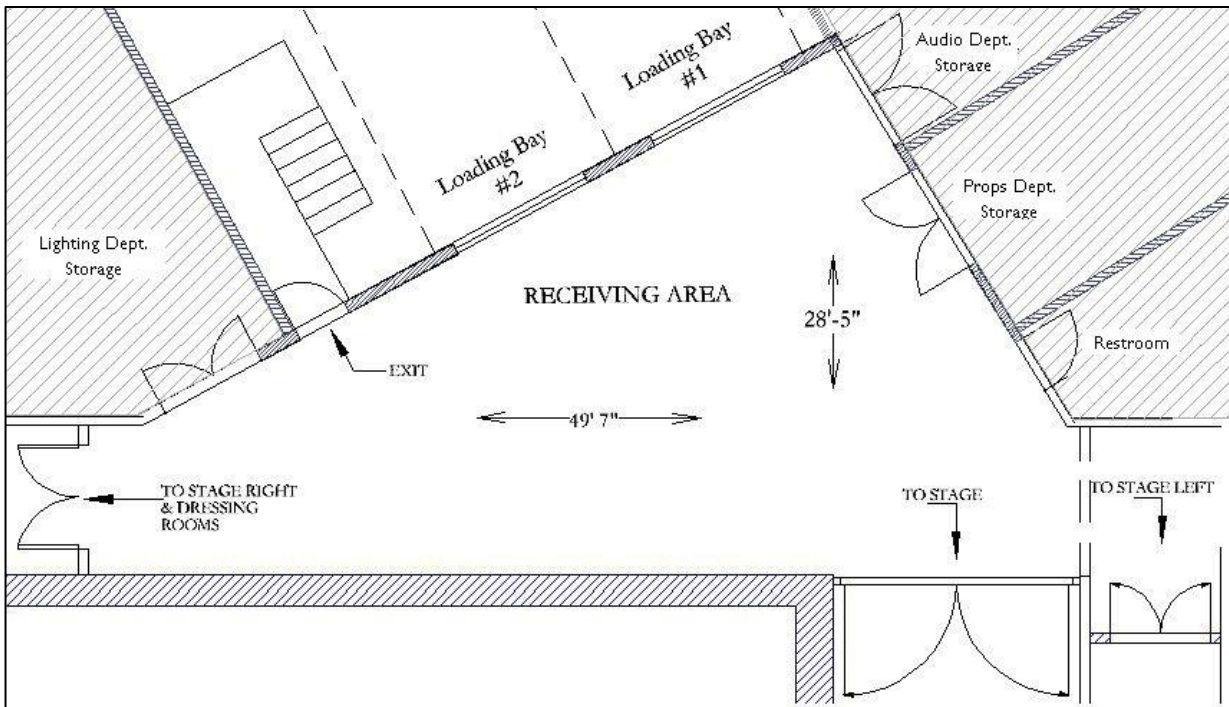 Audio Dept.
Storage
Loading Bay
#1
Loading Bay
#2
Props Dept.
Storage
Lighting Dept.
Storage
RECEIVING AREA
28'-5"
Restroom
EXIT
49' 7"
TO STAGE RIGHT
& DRESSING
ROOMS
TO STAGE
TO STAGE LEFT